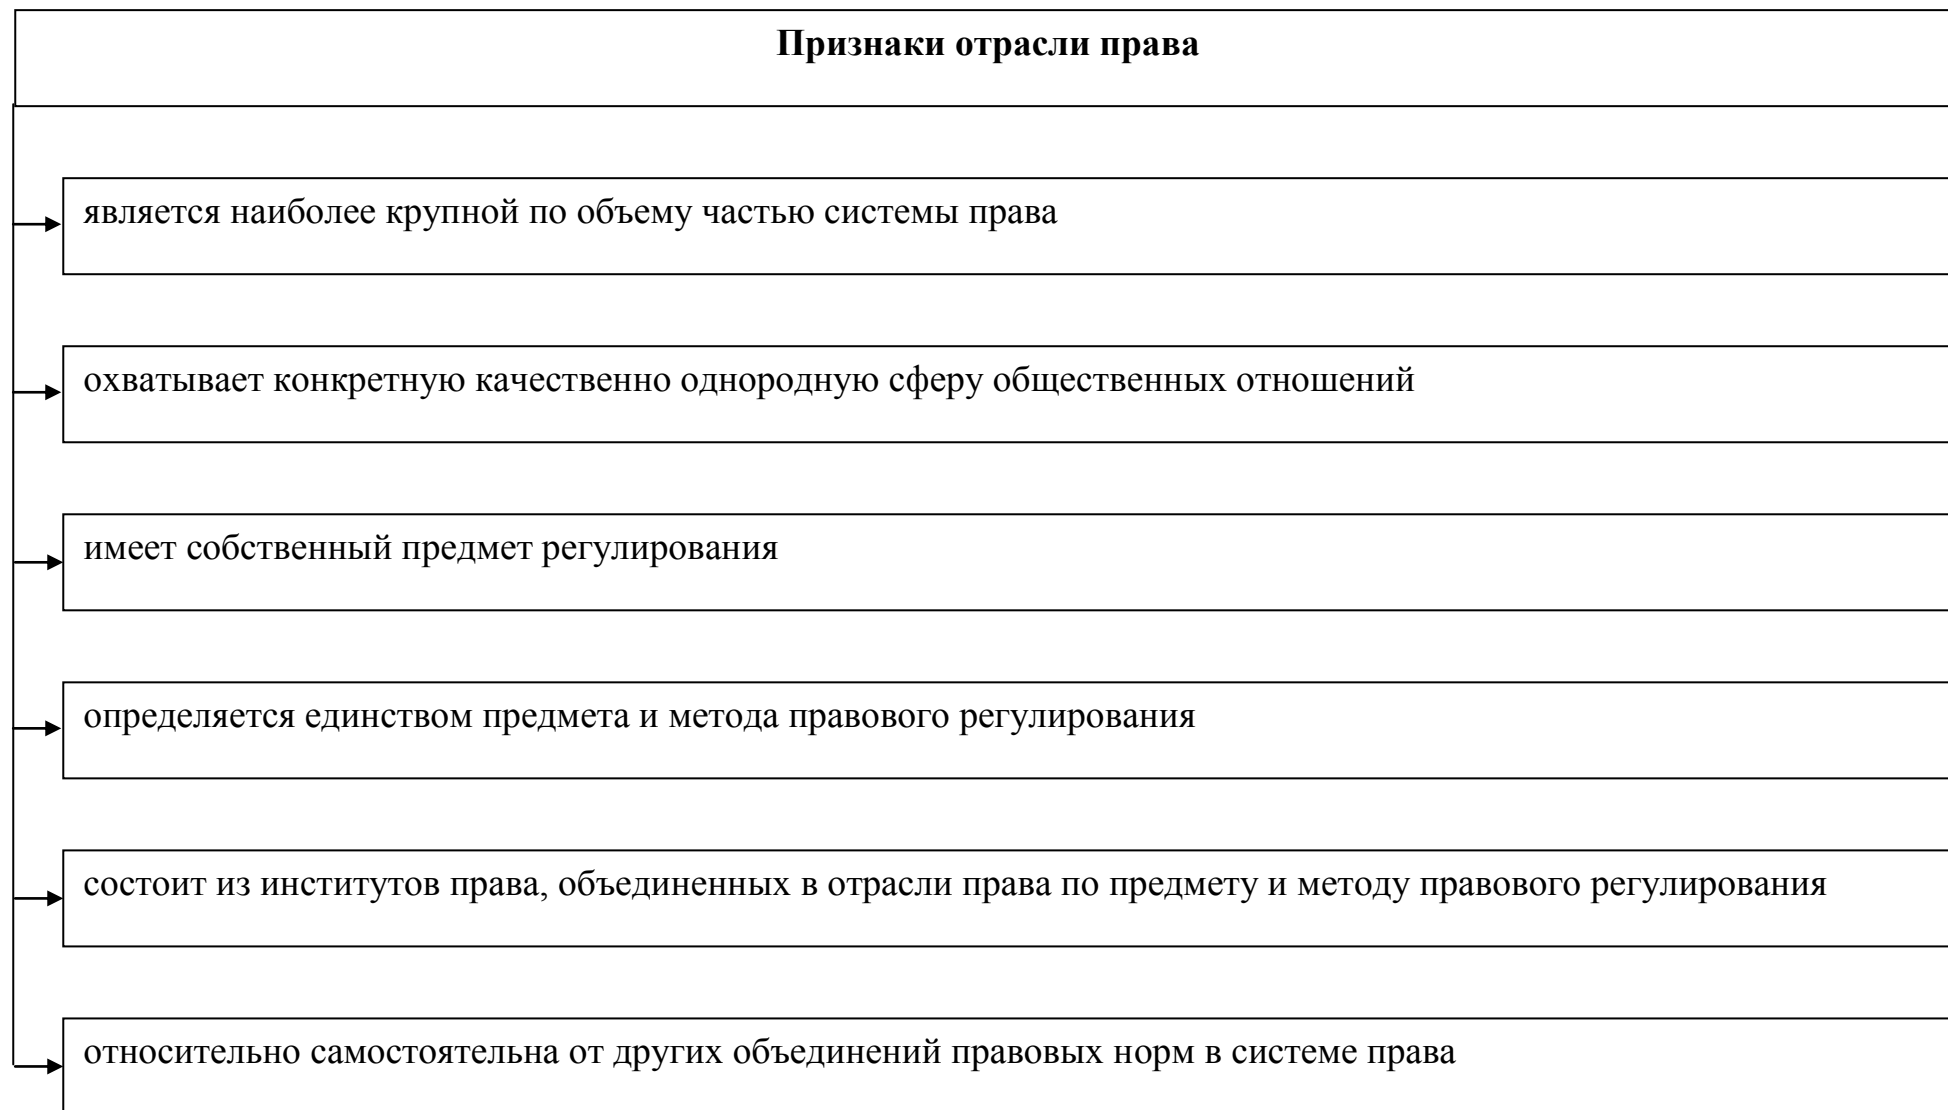 Признаки отрасли права
является наиболее крупной по объему частью системы права
охватывает конкретную качественно однородную сферу общественных отношений
имеет собственный предмет регулирования
определяется единством предмета и метода правового регулирования
состоит из институтов права, объединенных в отрасли права по предмету и методу правового регулирования
относительно самостоятельна от других объединений правовых норм в системе права